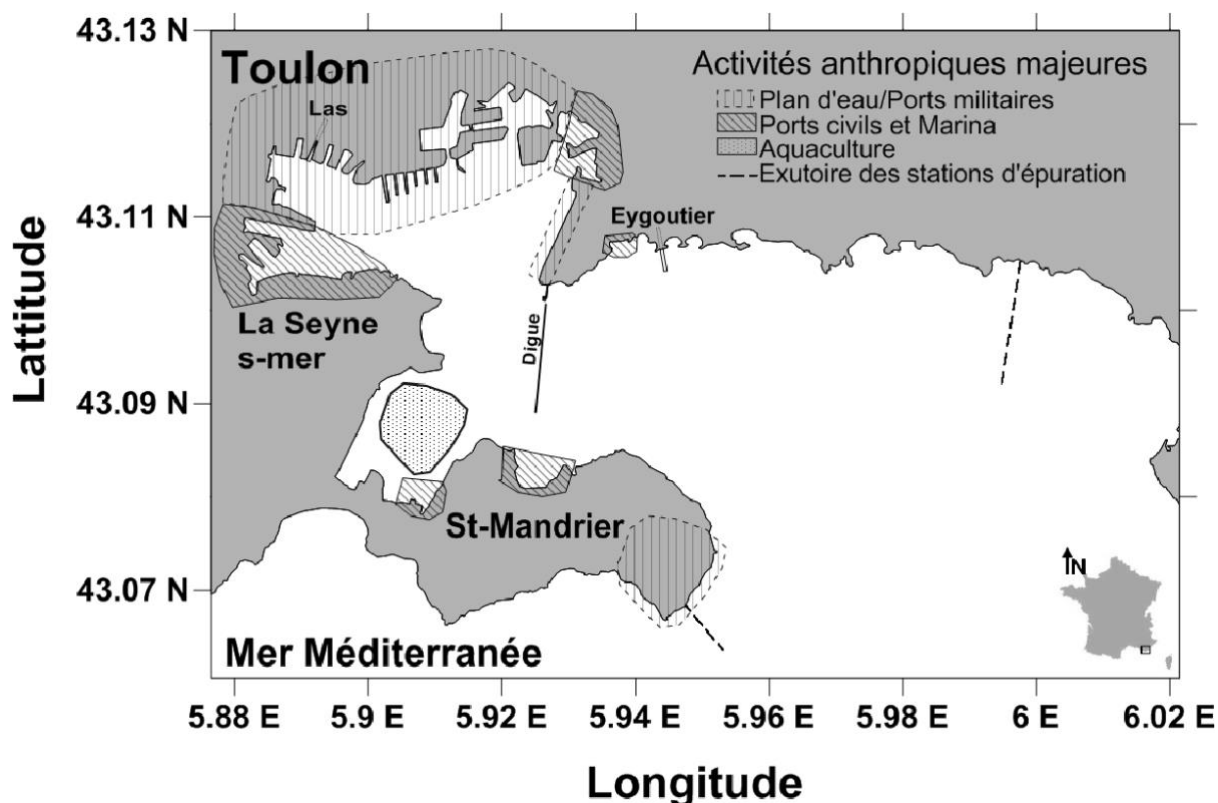 43.13 N
43.11 N
43.09 N
43.07 N
Lattitude
Toulon
Las
Activités anthropiques majeures
Plan d'eau/Ports militaires
Ports civils et Marina
Aquaculture
Exutoire des stations d'épuration
Eygoutier
La Seyne
s-mer
Digue
St-Mandrier
Mer Méditerranée
N
5.88 E
5.9 E
5.92 E
5.94 E
5.96 E
5.98 E
6 E
6.02 E
Longitude